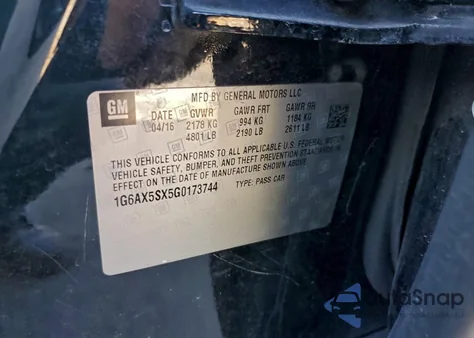 GM
MFD BY GENERAL MOTORS LLC
DATE GVWR GAWR FRT GAWR RR
04/16 2178 KG 994 KG 1184 KG
4801 LB 2190 LB 2611 LB
THIS VEHICLE CONFORMS TO ALL APPLICABLE U.S. FEDERAL MOTOR
VEHICLE SAFETY, BUMPER, AND THEFT PREVENTION STANDARDS IN
EFFECT ON THE DATE OF MANUFACTURE SHOWN ABOVE.
1G6AX5SX5G0173744 TYPE: PASS CAR
AutoSnap